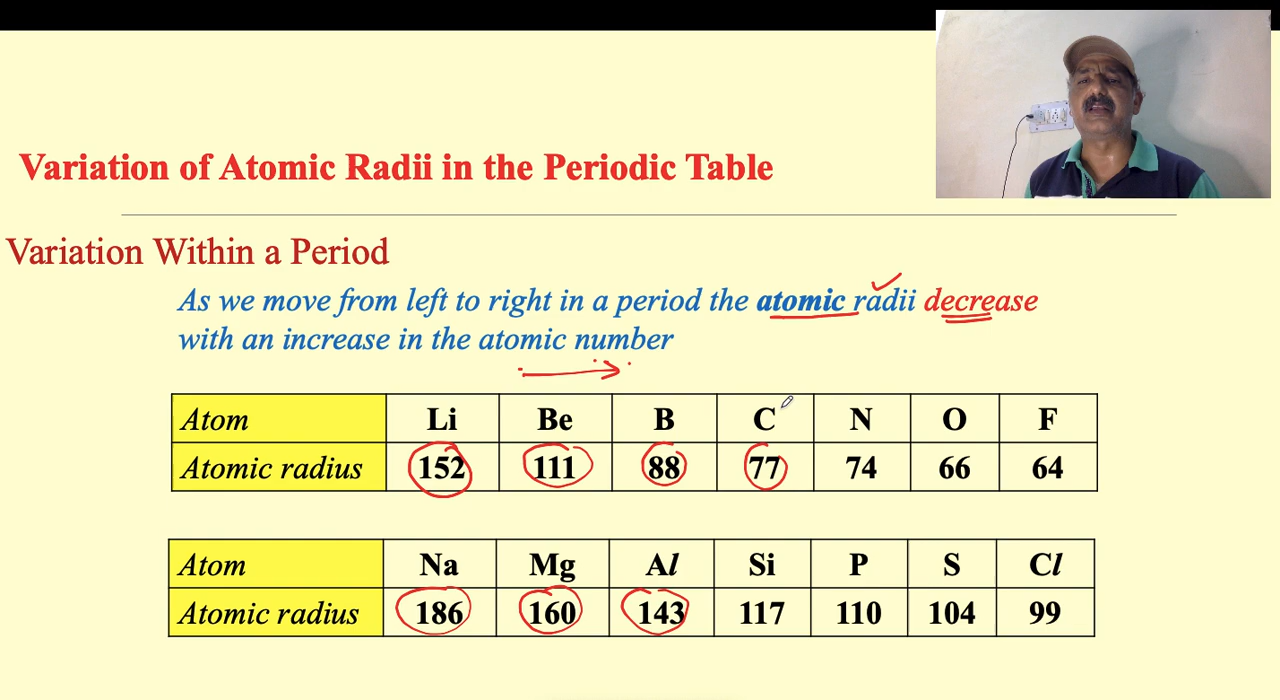 Variation of Atomic Radii in the Periodic Table
Variation Within a Period
As we move from left to right in a period the atomic radii decrease
with an increase in the atomic number
Atom Li Be B C N O F
Atomic radius 152 111 88 77 74 66 64
Atom Na Mg Al Si P S Cl
Atomic radius 186 160 143 117 110 104 99